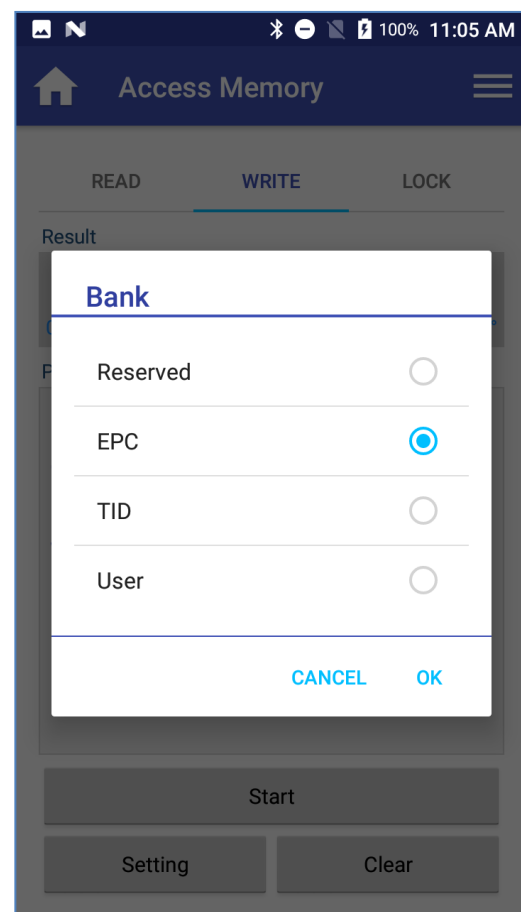 100% 11:05 AM
Access Memory
READ WRITE LOCK
Result
Bank
P
Reserved
EPC
TID
User
CANCEL OK
Start
Setting Clear